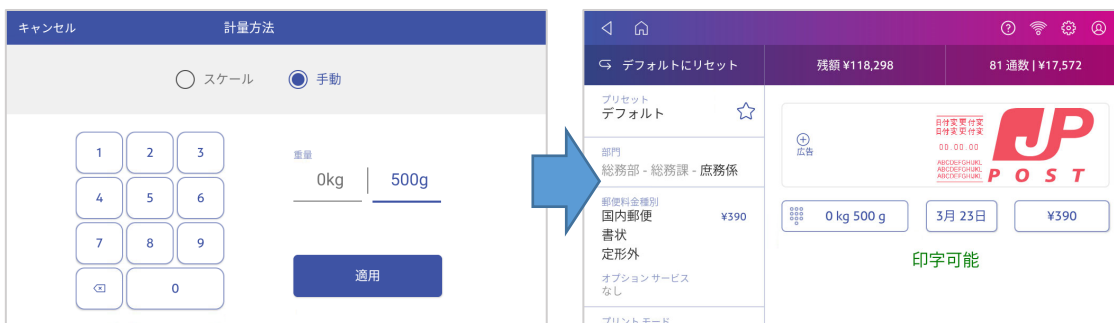 キャンセル
計量方法
スケール
手動
1
2
3
4
5
6
7
8
9
0
重量
0kg
500g
適用
デフォルトにリセット
残額 ¥118,298
81 通数 | ¥17,572
プリセット
デフォルト
部門
総務部 - 総務課 - 庶務係
郵便料金種別
国内郵便 ¥390
書状
定形外
オプション サービス
なし
プリント モード
広告
日付変更付変
日付変更付変
00.00.00
ABCDEFGHIJKL
ABCDEFGHIJKL
ABCDEFGHIJKL
JP
POST
0 kg 500 g
3月 23日
¥390
印字可能